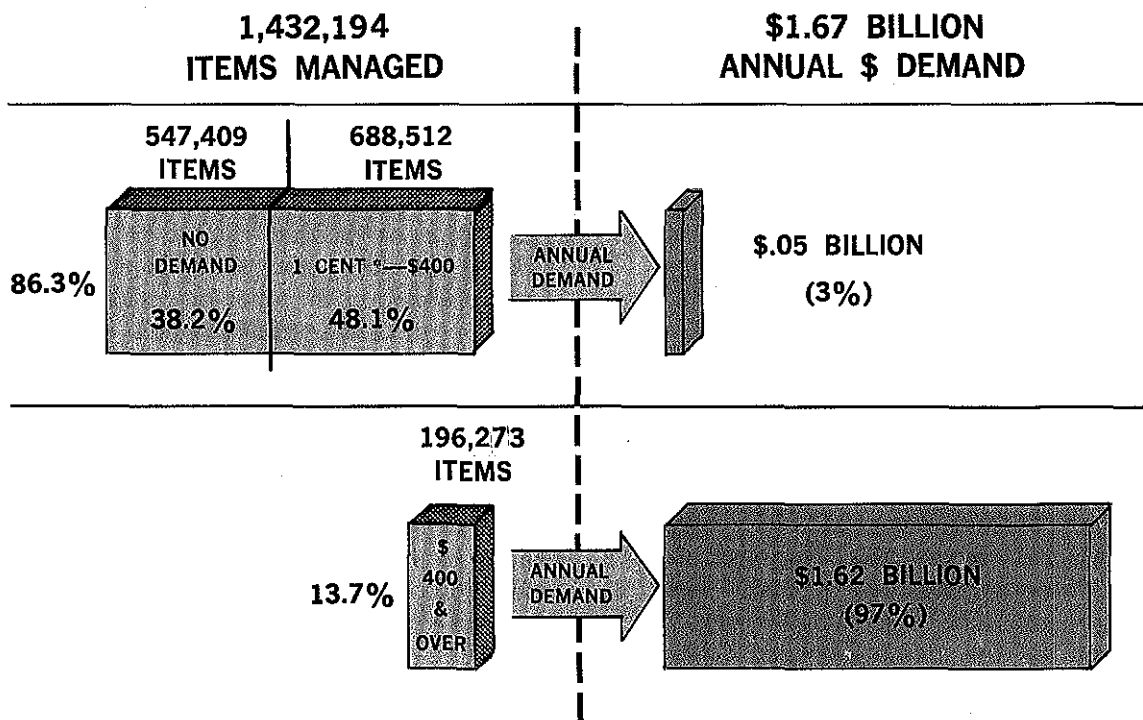 1,432,194
ITEMS MANAGED
$1.67 BILLION
ANNUAL $ DEMAND
547,409
ITEMS
688,512
ITEMS
86.3%
NO
DEMAND
38.2%
1 CENT *—$400
48.1%
ANNUAL
DEMAND
$.05 BILLION
(3%)
196,273
ITEMS
13.7%
$
400
&
OVER
ANNUAL
DEMAND
$1.62 BILLION
(97%)